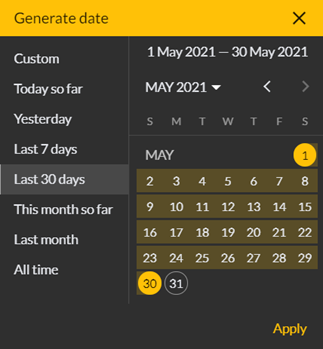 Generate date
Custom
Today so far
Yesterday
Last 7 days
Last 30 days
This month so far
Last month
All time
1 May 2021 — 30 May 2021
MAY 2021
S M T W T F S
MAY 1
2 3 4 5 6 7 8
9 10 11 12 13 14 15
16 17 18 19 20 21 22
23 24 25 26 27 28 29
30 31
Apply